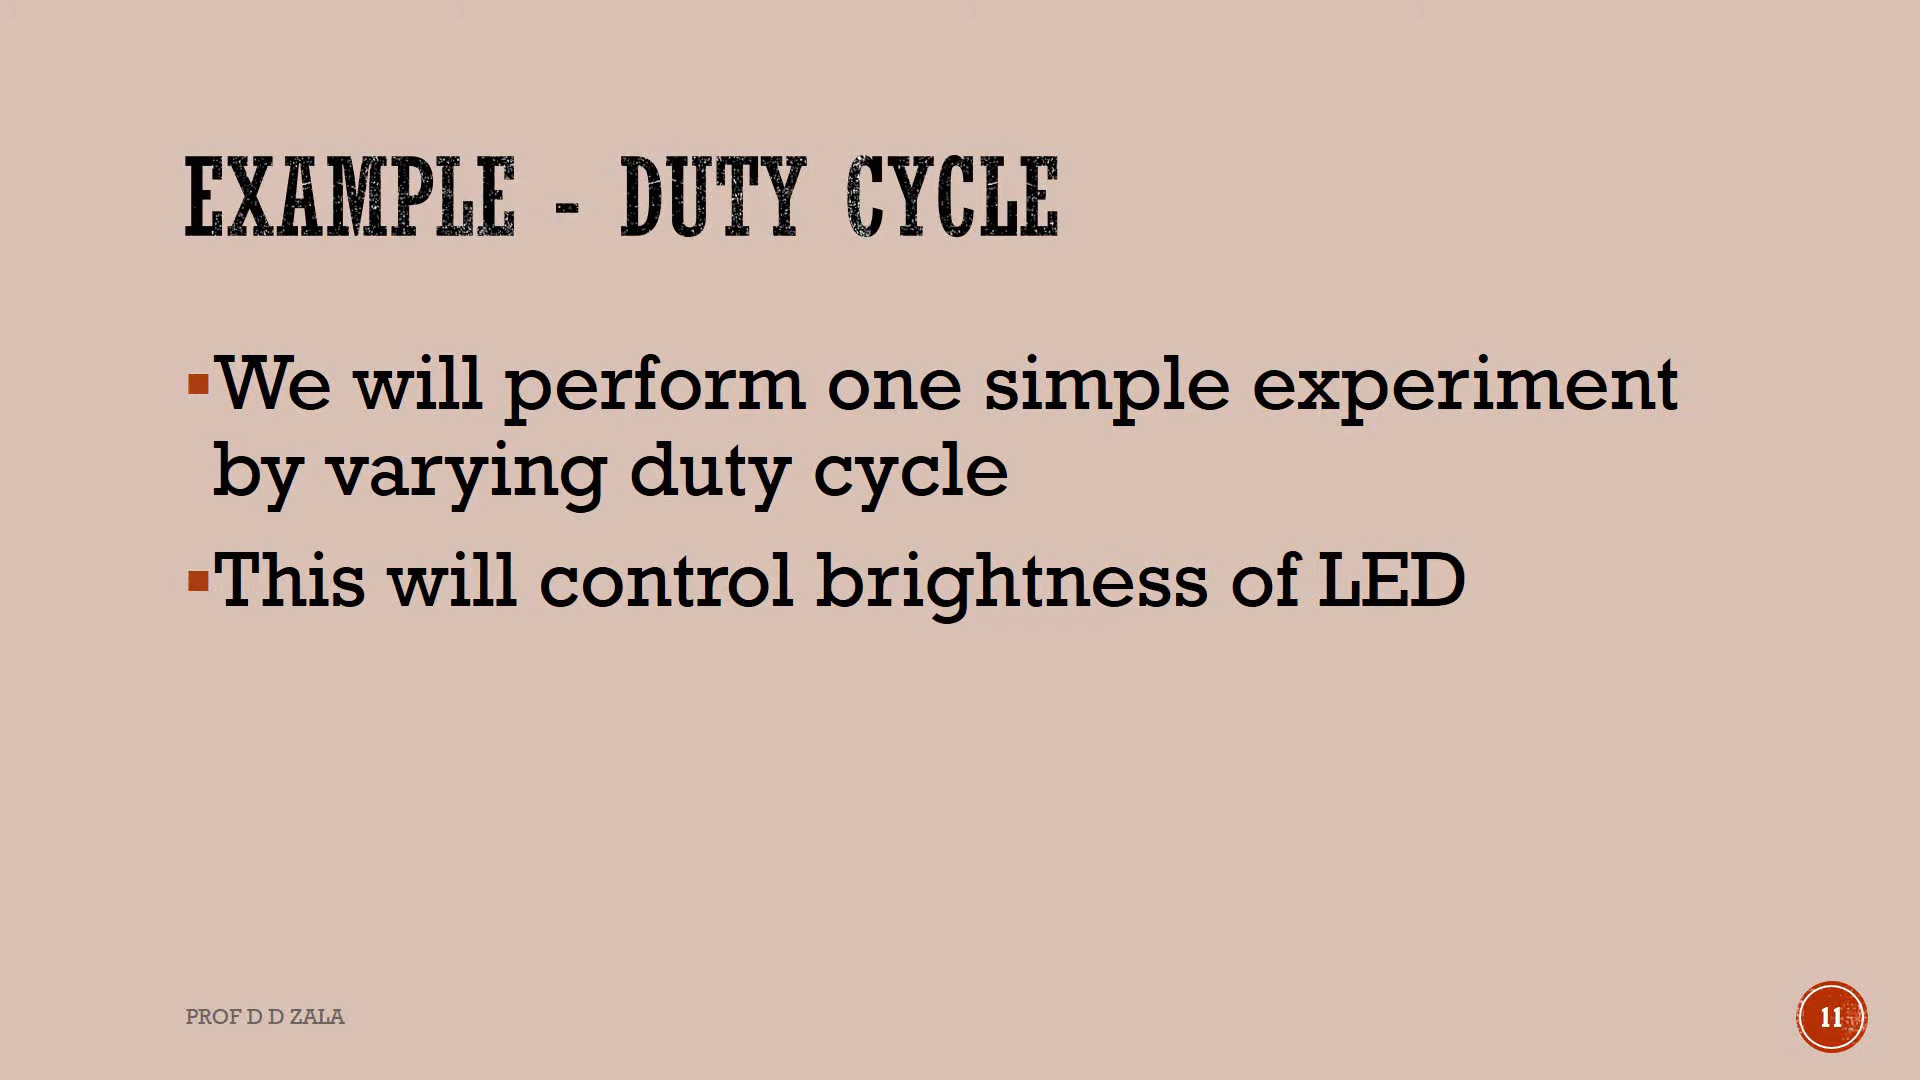 EXAMPLE - DUTY CYCLE
▪We will perform one simple experiment
by varying duty cycle
▪This will control brightness of LED
PROF D D ZALA
11